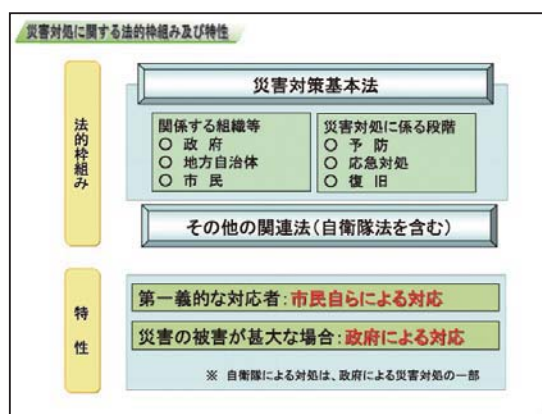 災害対処に関する法的枠組み及び特性
法的枠組み
災害対策基本法
関係する組織等
○ 政 府
○ 地方自治体
○ 市 民
災害対処に係る段階
○ 予 防
○ 応急対処
○ 復 旧
その他の関連法(自衛隊法を含む)
特性
第一義的な対応者:市民自らによる対応
災害の被害が甚大な場合:政府による対応
※ 自衛隊による対処は、政府による災害対処の一部